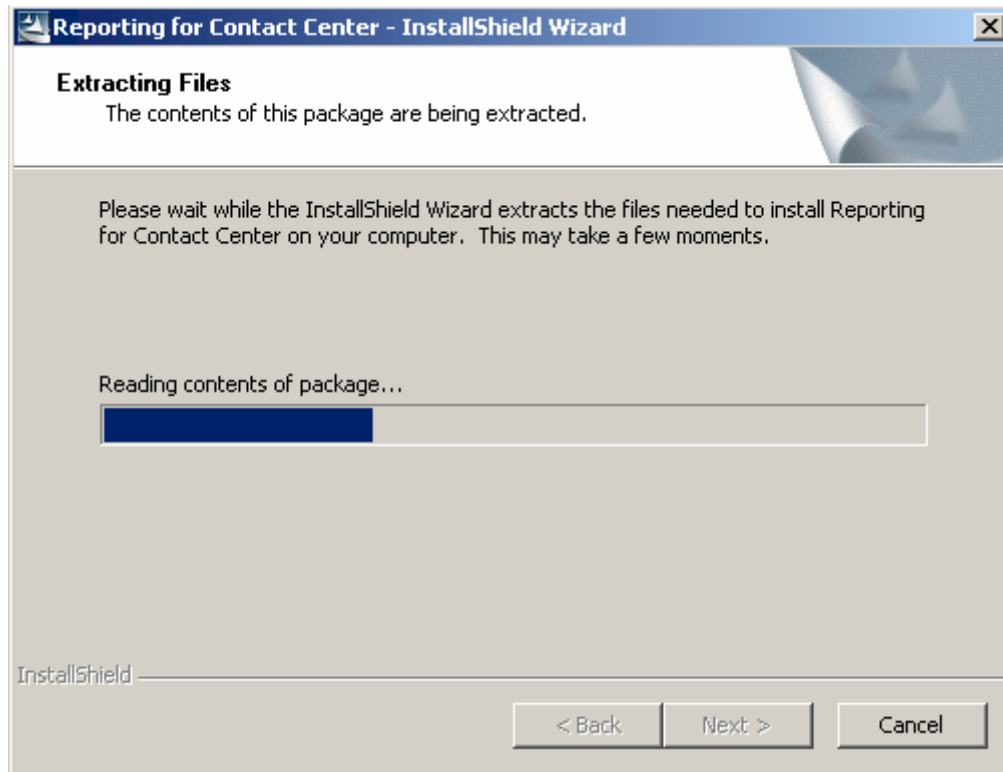 Reporting for Contact Center - InstallShield Wizard
Extracting Files
The contents of this package are being extracted.
Please wait while the InstallShield Wizard extracts the files needed to install Reporting
for Contact Center on your computer.  This may take a few moments.
Reading contents of package...
InstallShield
< Back
Next >
Cancel